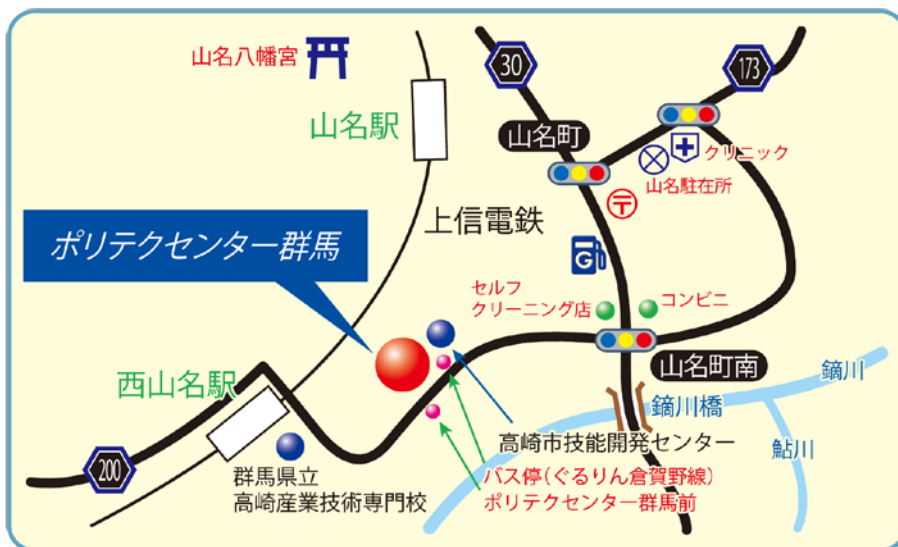 山名八幡宮
30
173
山名駅
山名町
クリニック
山名駐在所
〒
上信電鉄
ポリテクセンター群馬
G
セルフ
クリーニング店
コンビニ
西山名駅
山名町南
鏑川
鏑川橋
高崎市技能開発センター
鮎川
200
群馬県立
高崎産業技術専門校
バス停(ぐるりん倉賀野線)
ポリテクセンター群馬前